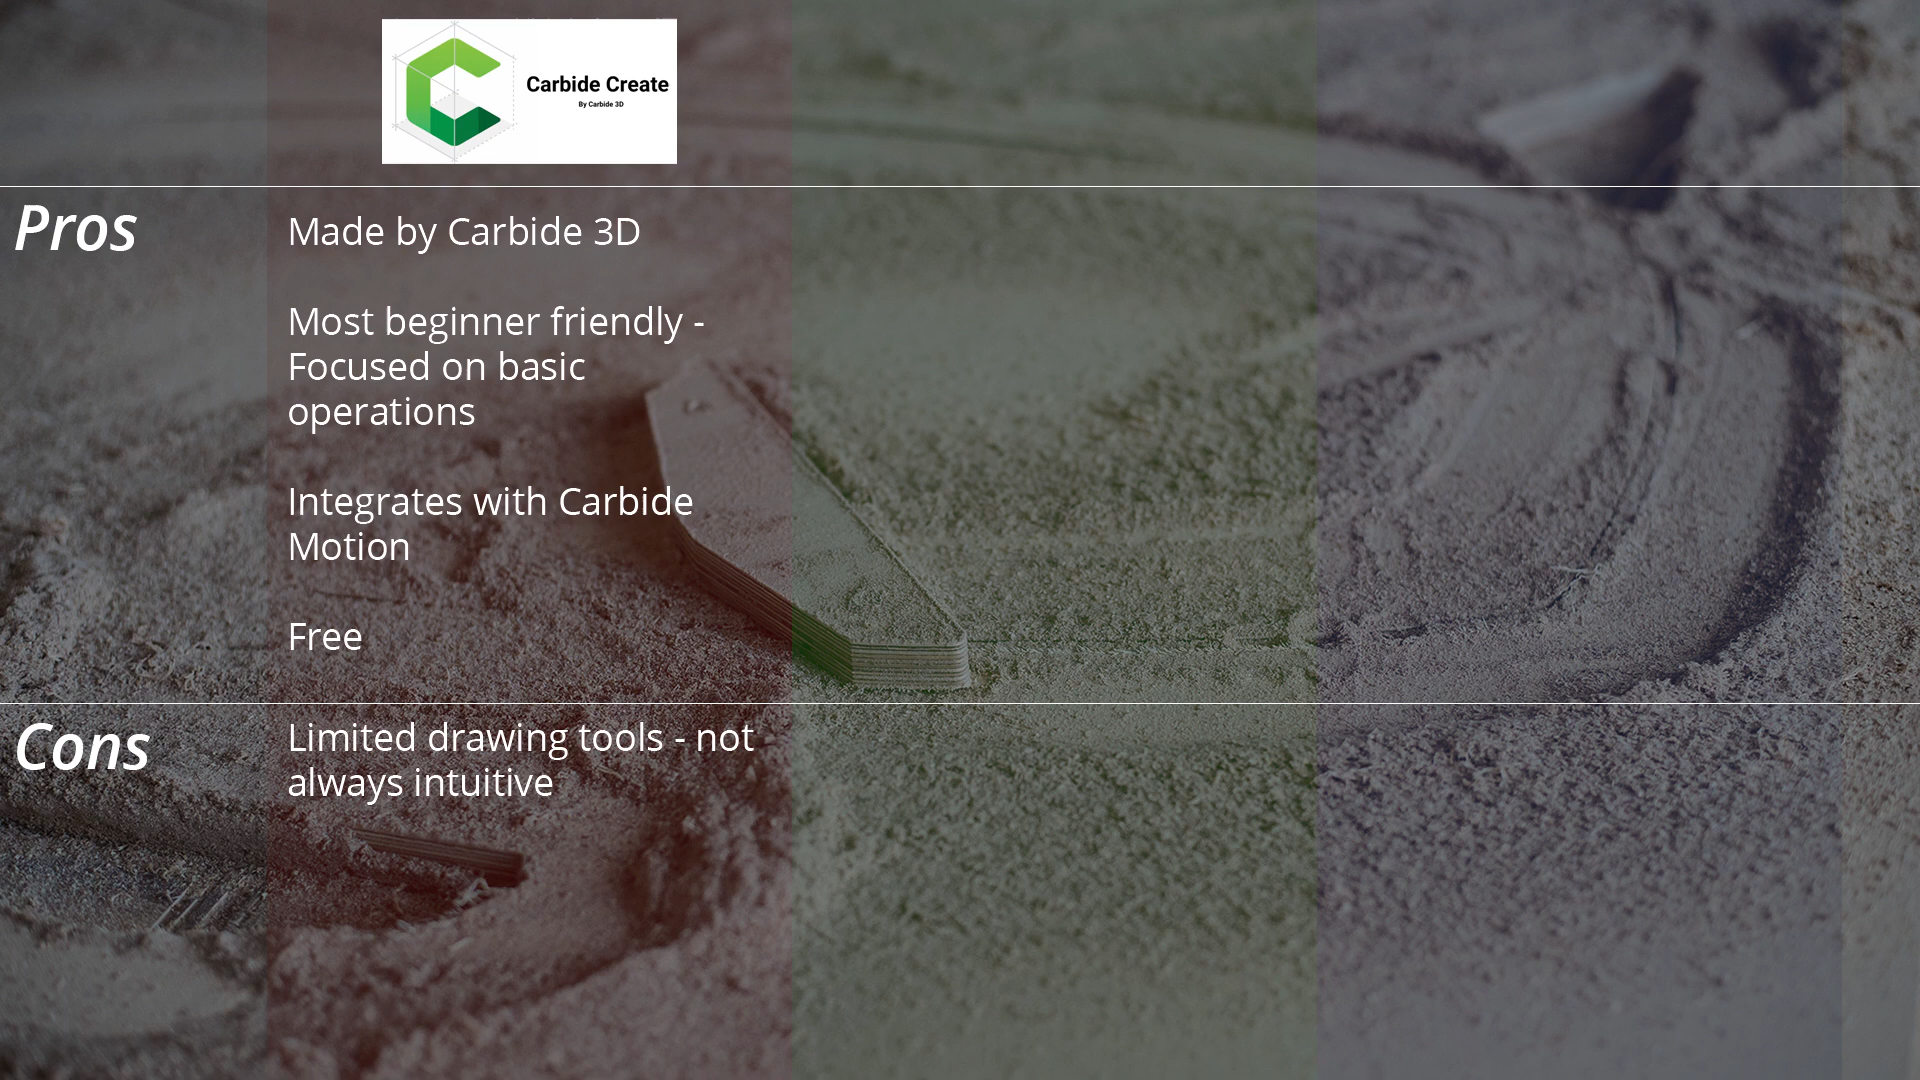 Carbide Create
By Carbide 3D
Pros
Made by Carbide 3D
Most beginner friendly -
Focused on basic
operations
Integrates with Carbide
Motion
Free
Cons
Limited drawing tools - not
always intuitive